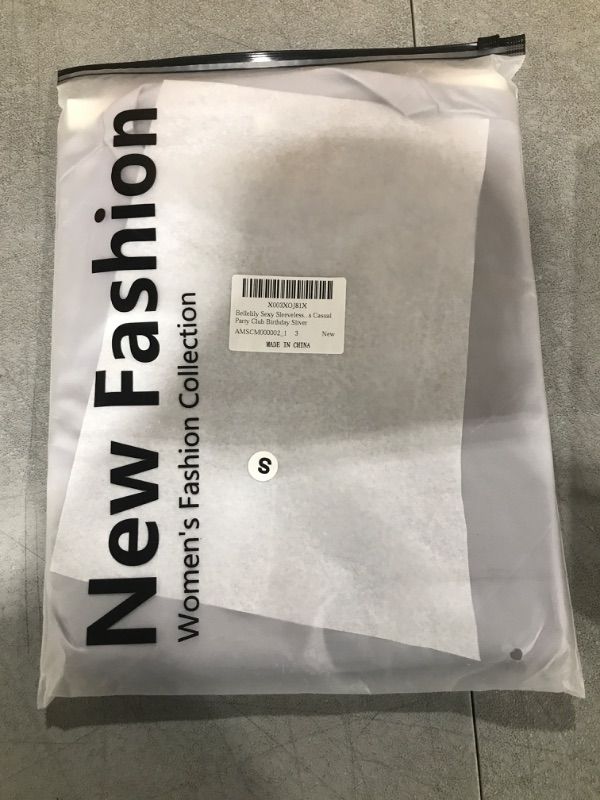 New Fashion
Women's Fashion Collection
X003XOJ81X
Bellelily Sexy Sleeveless...s Casual
Party Club Birthday Sliver
AMSCM000002_1 3 New
MADE IN CHINA
S